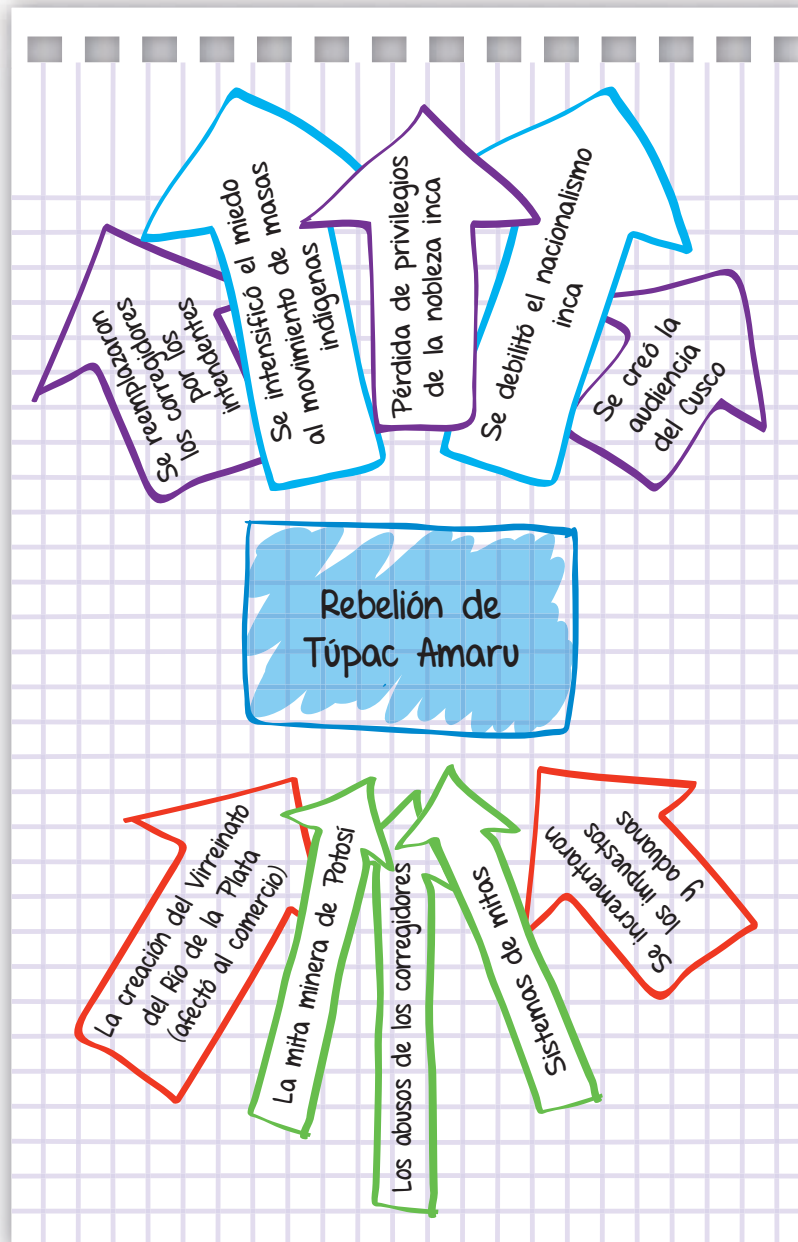 Se reemplazaron
los corregidores
por los
intendentes
Se intensificó el miedo
al movimiento de masas
indígenas
Pérdida de privilegios
de la nobleza inca
Se debilitó el nacionalismo
inca
Se creó la
audiencia
del Cusco
Rebelión de
Túpac Amaru
La creación del Virreinato
del Río de la Plata
(afectó al comercio)
La mita minera de Potosí
Los abusos de los corregidores
Sistemas de mitas
Se incrementaron
los impuestos
y aduanas